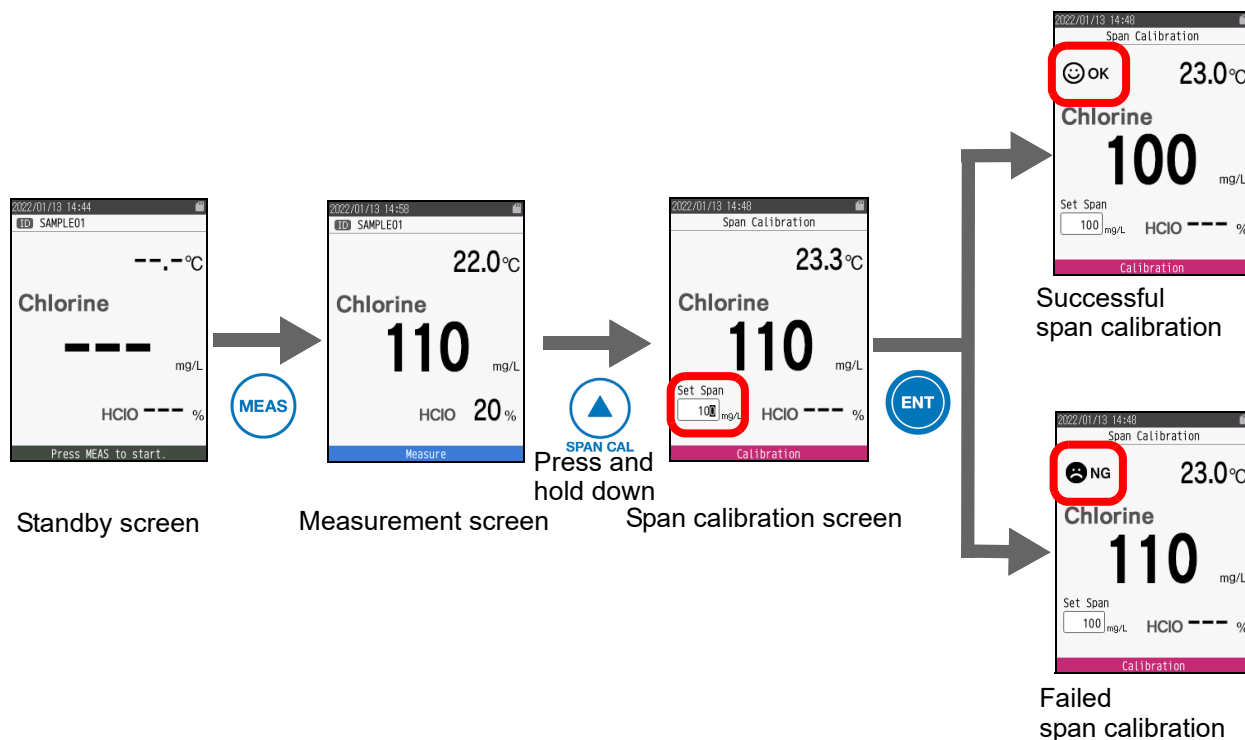 2022/01/13 14:44
ID SAMPLE01
--.-℃
Chlorine
---
mg/L
HClO --- %
Press MEAS to start.
Standby screen
MEAS
2022/01/13 14:58
ID SAMPLE01
22.0℃
Chlorine
110
mg/L
HClO 20 %
Measure
Measurement screen
SPAN CAL
Press and
hold down
2022/01/13 14:48
Span Calibration
23.3℃
Chlorine
110
mg/L
Set Span
100 mg/L HClO --- %
Calibration
Span calibration screen
ENT
2022/01/13 14:48
Span Calibration
OK 23.0℃
Chlorine
100
mg/L
Set Span
100 mg/L HClO --- %
Calibration
Successful
span calibration
2022/01/13 14:48
Span Calibration
NG 23.0℃
Chlorine
110
mg/L
Set Span
100 mg/L HClO --- %
Calibration
Failed
span calibration